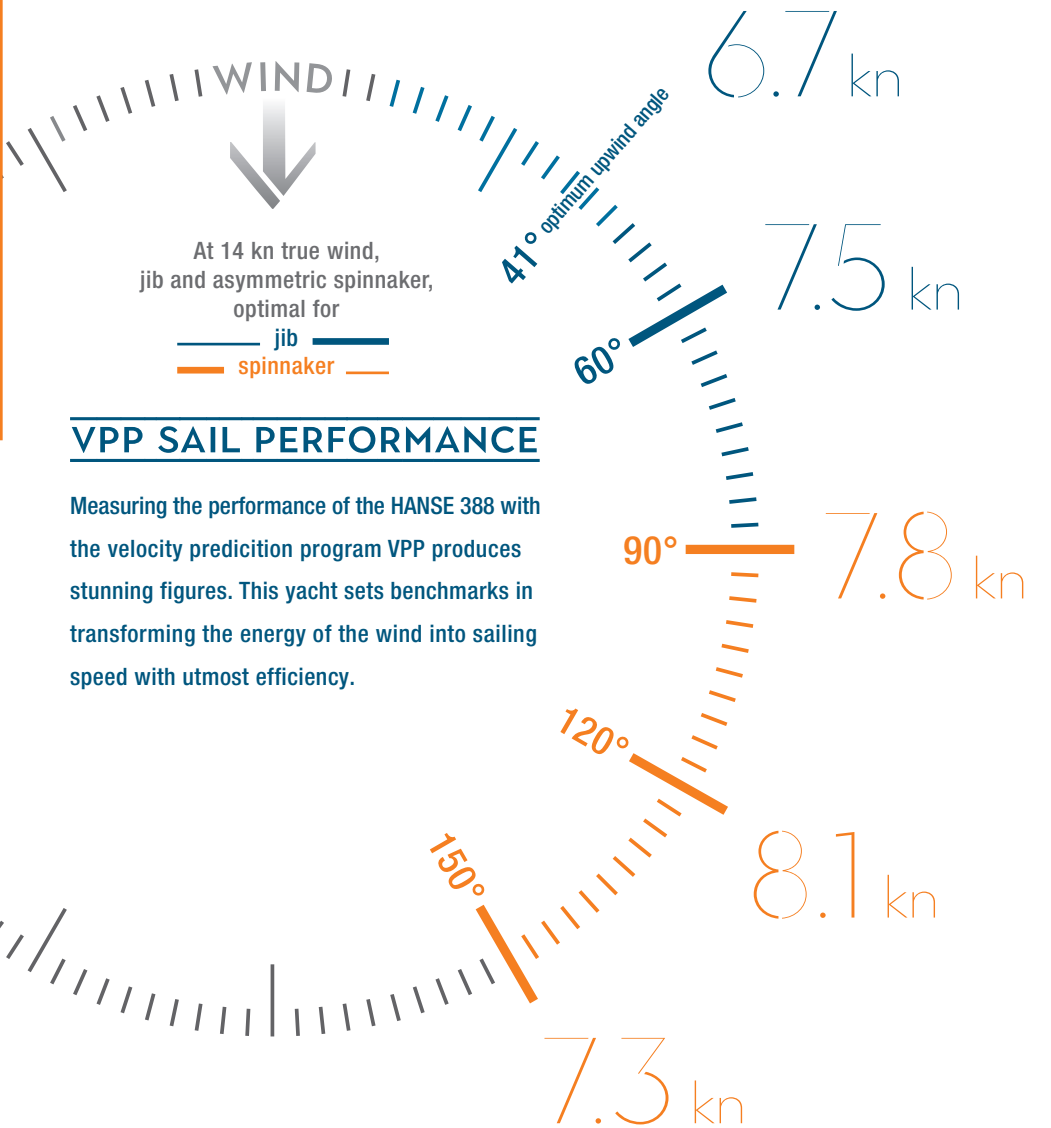 WIND
6.7 kn
optimum upwind angle
41°
7.5 kn
At 14 kn true wind,
jib and asymmetric spinnaker,
optimal for
jib
spinnaker
60°
VPP SAIL PERFORMANCE
Measuring the performance of the HANSE 388 with
the velocity predicition program VPP produces
stunning figures. This yacht sets benchmarks in
transforming the energy of the wind into sailing
speed with utmost efficiency.
90°
7.8 kn
120°
8.1 kn
150°
7.3 kn